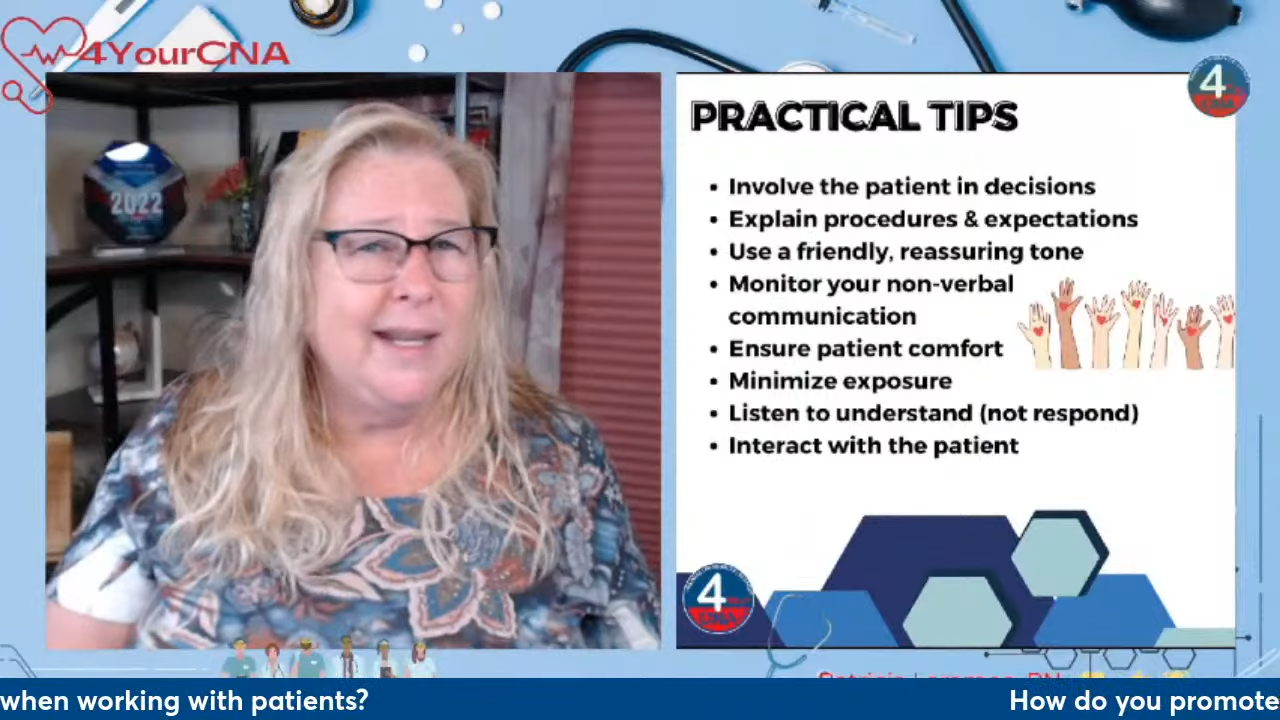 4YourCNA
2022
4
PRACTICAL TIPS
• Involve the patient in decisions
• Explain procedures & expectations
• Use a friendly, reassuring tone
• Monitor your non-verbal
communication
• Ensure patient comfort
• Minimize exposure
• Listen to understand (not respond)
• Interact with the patient
4
when working with patients?
How do you promote